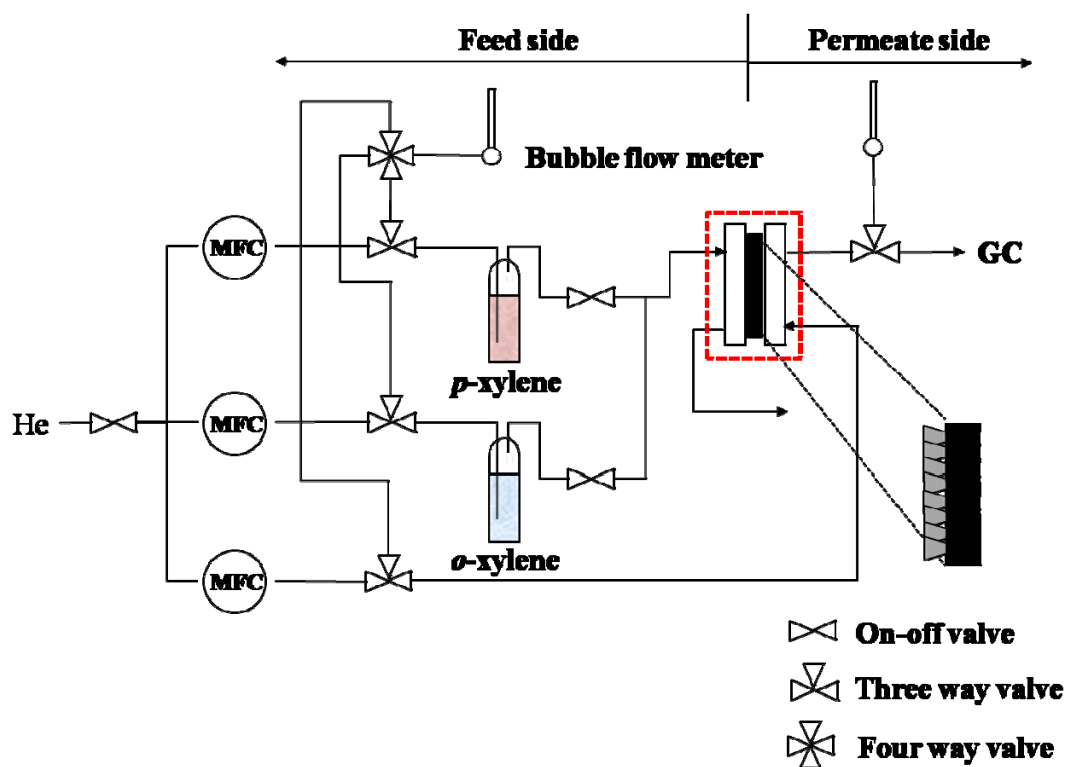 Feed side
Permeate side
Bubble flow meter
MFC
GC
p-xylene
He
MFC
o-xylene
MFC
On-off valve
Three way valve
Four way valve